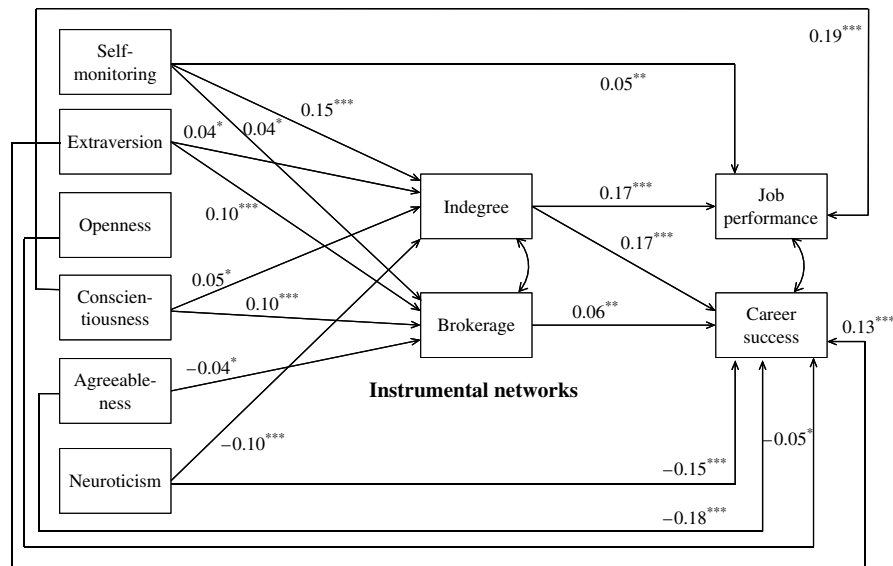 0.19***
Self-
monitoring
0.05**
0.15***
Extraversion
0.04*
0.04*
Indegree
0.17***
Job
performance
0.10***
Openness
0.17***
0.05*
Conscien-
tiousness
0.10***
Brokerage
0.06**
Career
success
0.13***
Agreeable-
ness
−0.04*
Instrumental networks
−0.10***
−0.05*
Neuroticism
−0.15***
−0.18***